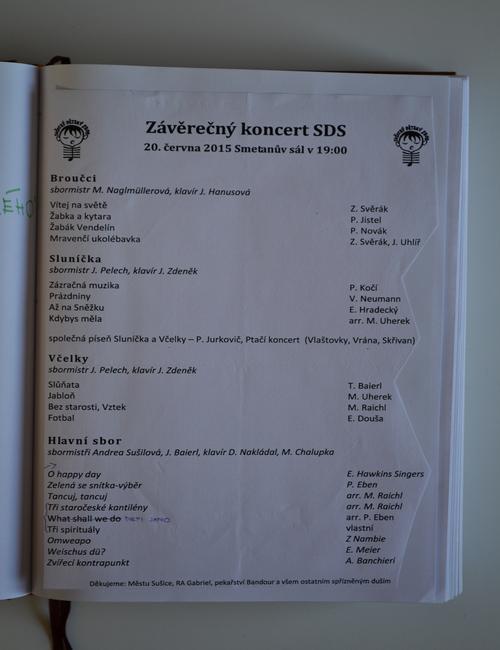 ÉHO
Závěrečný koncert SDS
20. června 2015 Smetanův sál v 19:00
Broučci
sbormistr M. Naglmüllerová, klavír J. Hanusová
Vítej na světě Z. Svěrák
Žabka a kytara P. Jistel
Žabák Vendelín P. Novák
Mravenčí ukolébavka Z. Svěrák, J. Uhlíř
Sluníčka
sbormistr J. Pelech, klavír J. Zdeněk
Zázračná muzika P. Kočí
Prázdniny V. Neumann
Až na Sněžku E. Hradecký
Kdybys měla arr. M. Uherek
společná píseň Sluníčka a Včelky – P. Jurkovič, Ptačí koncert (Vlaštovky, Vrána, Skřivan)
Včelky
sbormistr J. Pelech, klavír J. Zdeněk
Slůňata T. Baierl
Jabloň M. Uherek
Bez starosti, Vztek M. Raichl
Fotbal E. Douša
Hlavní sbor
sbormistři Andrea Sušilová, J. Baierl, klavír D. Nakládal, M. Chalupka
O happy day E. Hawkins Singers
Zelená se snítka-výběr P. Eben
Tancuj, tancuj arr. M. Raichl
Tři staročeské kantilény arr. M. Raichl
What shall we do arr. P. Eben
Tři spirituály vlastní
Omweapo Z Nambie
Weischus dü? E. Meier
Zvířecí kontrapunkt A. Banchieri
Děkujeme: Městu Sušice, RA Gabriel, pekařství Bandour a všem ostatním spřízněným duším